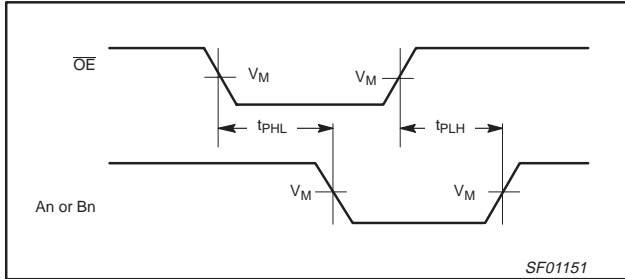 OE
VM VM
tPHL tPLH
VM VM
An or Bn
SF01151